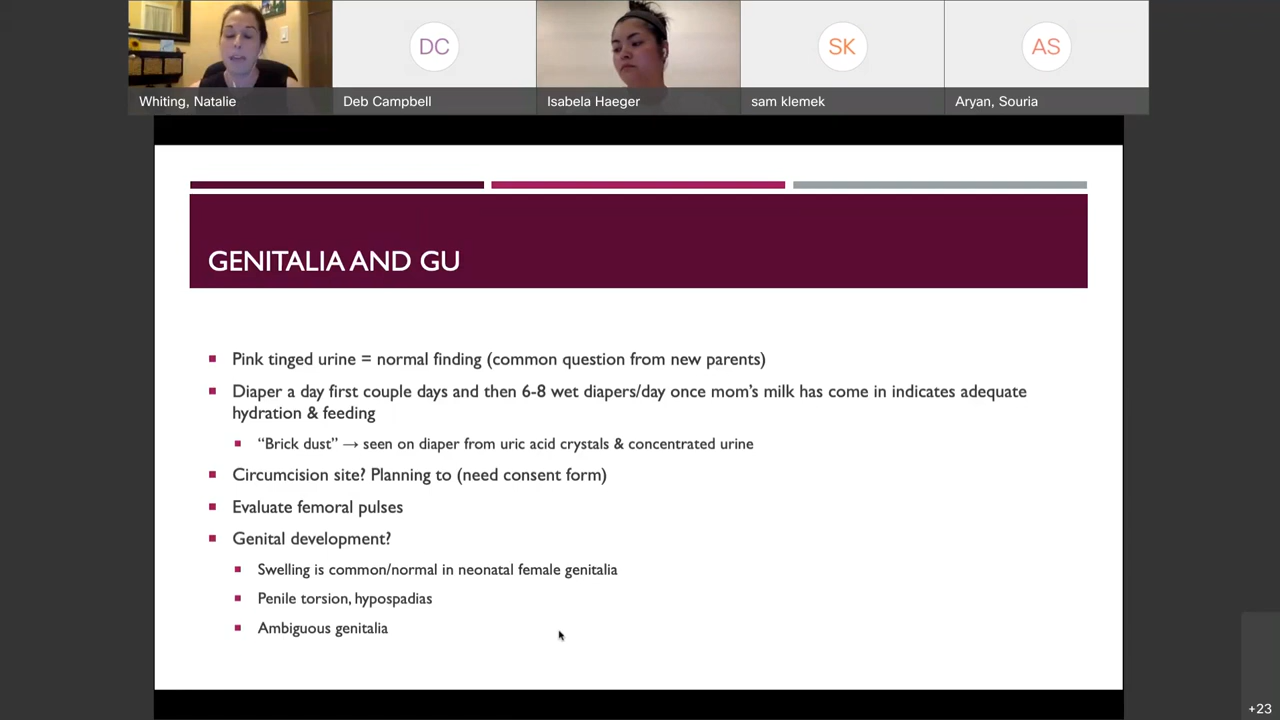 DC
SK
AS
Whiting, Natalie
Deb Campbell
Isabela Haeger
sam klemek
Aryan, Souria
GENITALIA AND GU
Pink tinged urine = normal finding (common question from new parents)
Diaper a day first couple days and then 6-8 wet diapers/day once mom's milk has come in indicates adequate
hydration & feeding
“Brick dust” → seen on diaper from uric acid crystals & concentrated urine
Circumcision site? Planning to (need consent form)
Evaluate femoral pulses
Genital development?
Swelling is common/normal in neonatal female genitalia
Penile torsion, hypospadias
Ambiguous genitalia
+23